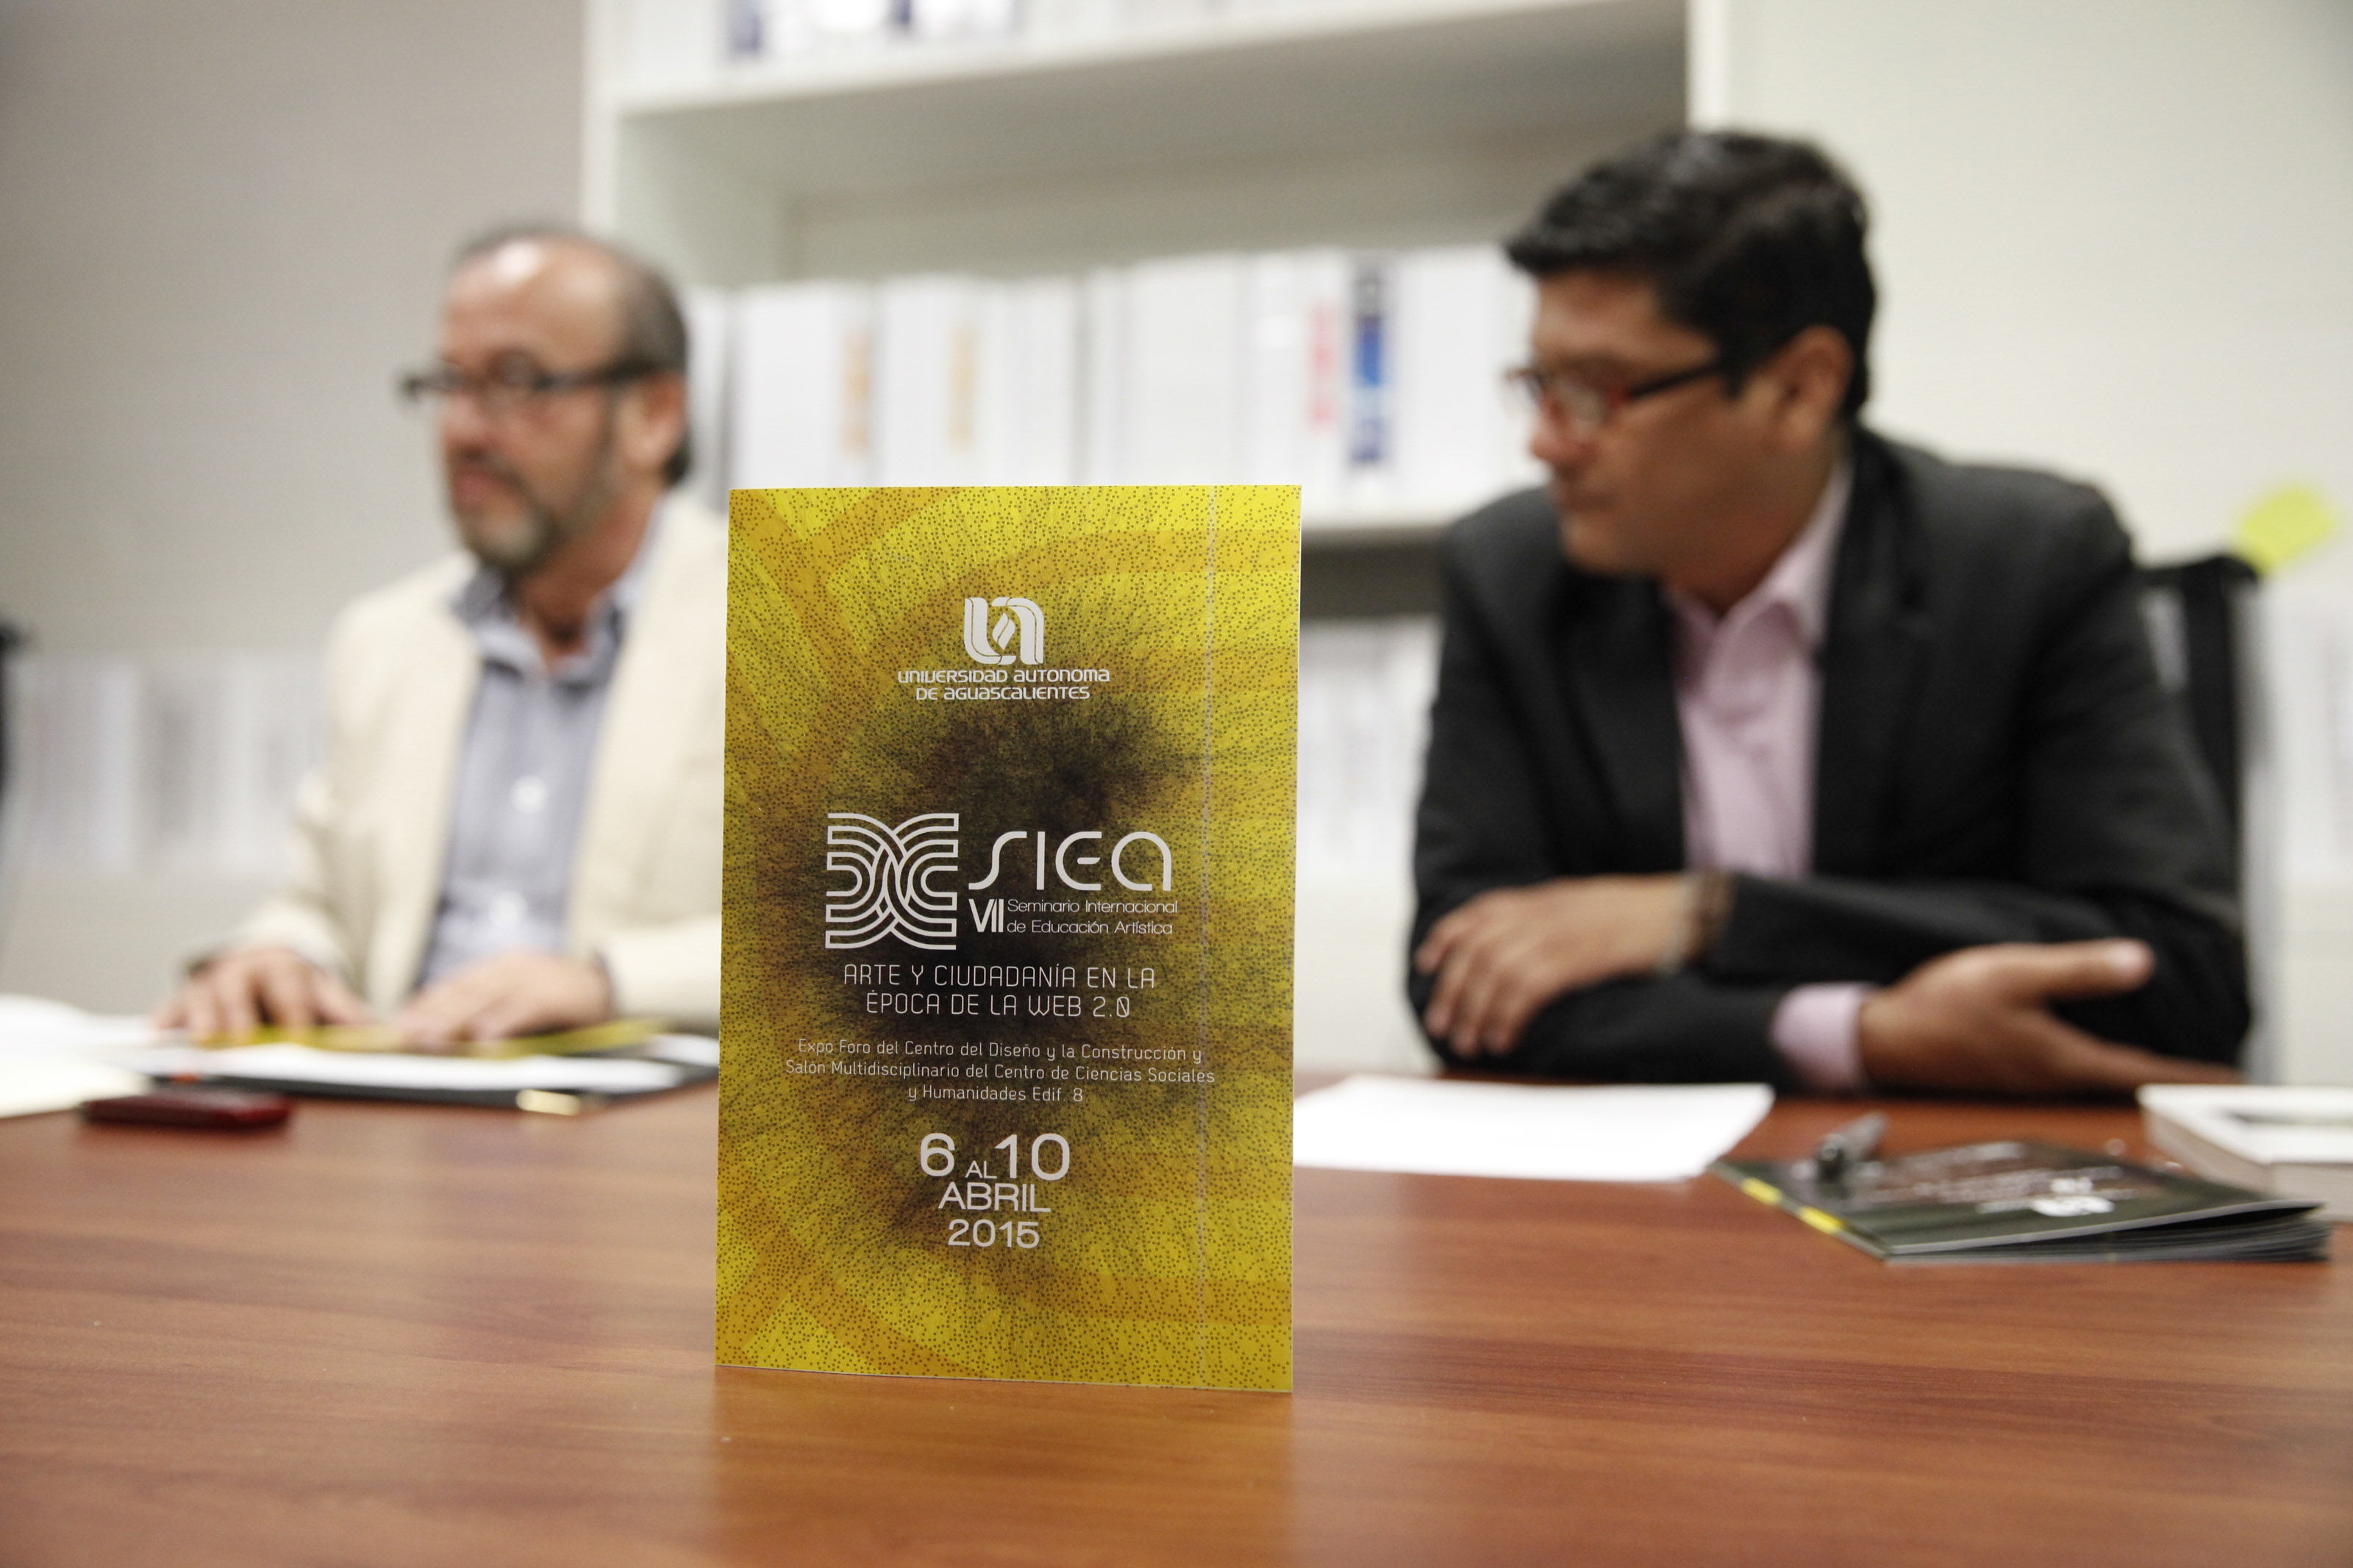 UNIVERSIDAD AUTONOMA
DE AGUASCALIENTES
SIEA
VII Seminario Internacional
de Educación Artística
ARTE Y CIUDADANÍA EN LA
ÉPOCA DE LA WEB 2.0
Expo Foro del Centro del Diseño y la Construcción y
Salón Multidisciplinario del Centro de Ciencias Sociales
y Humanidades Edif. 8
6 AL 10
ABRIL
2015